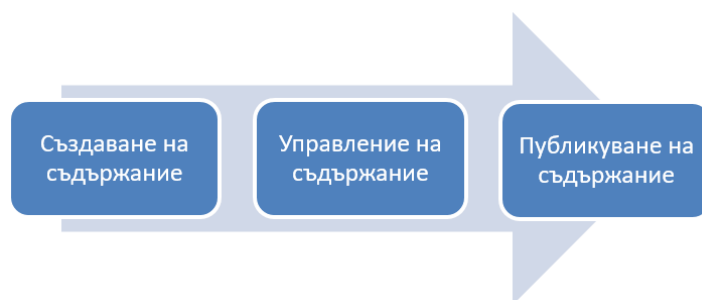 Създаване на
съдържание
Управление на
съдържание
Публикуване на
съдържание